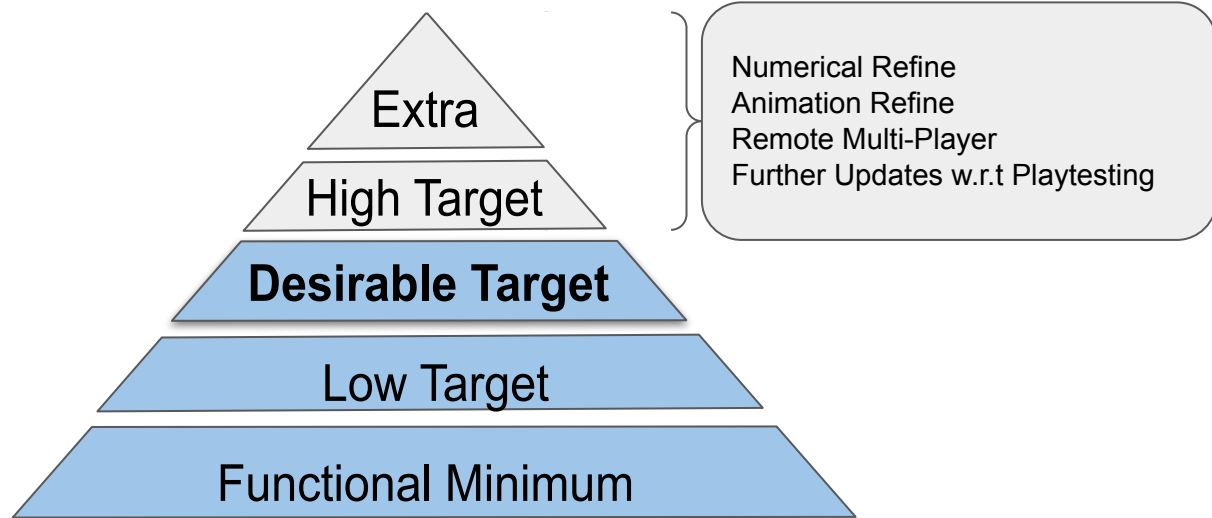 Extra
High Target
Desirable Target
Low Target
Functional Minimum
Numerical Refine
Animation Refine
Remote Multi-Player
Further Updates w.r.t Playtesting